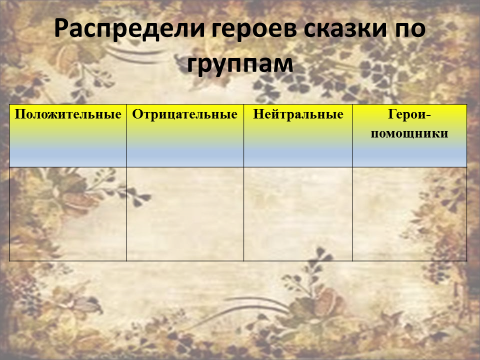 Распредели героев сказки по
группам
Положительные Отрицательные Нейтральные Герои-
помощники